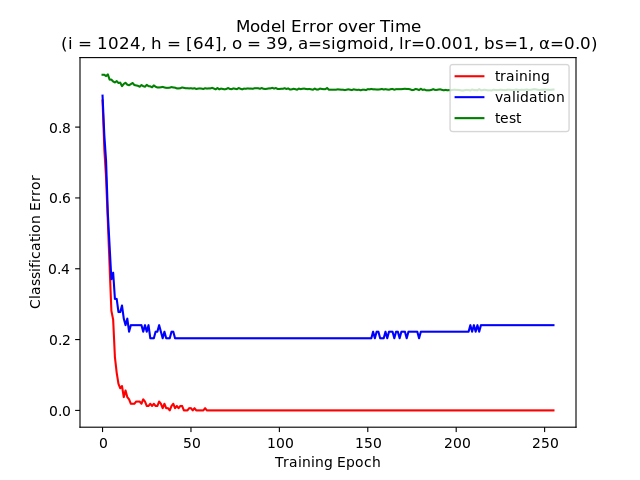 Model Error over Time
(i = 1024, h = [64], o = 39, a=sigmoid, lr=0.001, bs=1, α=0.0)
training
validation
test
Classification Error
0.8
0.6
0.4
0.2
0.0
0 50 100 150 200 250
Training Epoch